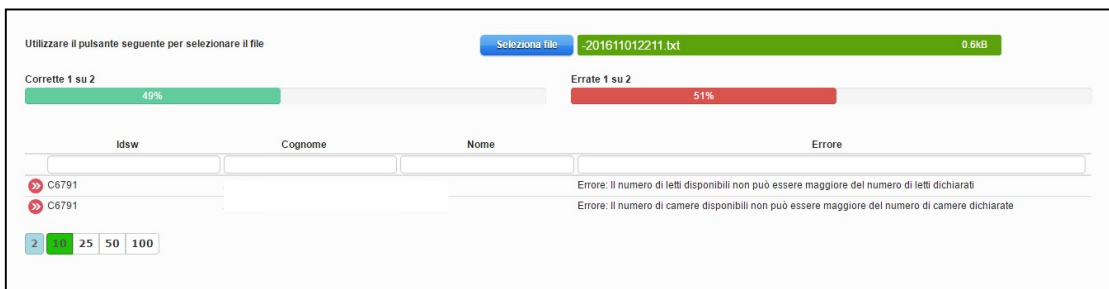 Utilizzare il pulsante seguente per selezionare il file Seleziona file -201611012211.txt 0.6kB
Corrette 1 su 2 Errate 1 su 2
49% 51%
Idsw Cognome Nome Errore
C6791 Errore: Il numero di letti disponibili non può essere maggiore del numero di letti dichiarati
C6791 Errore: Il numero di camere disponibili non può essere maggiore del numero di camere dichiarate
2 10 25 50 100